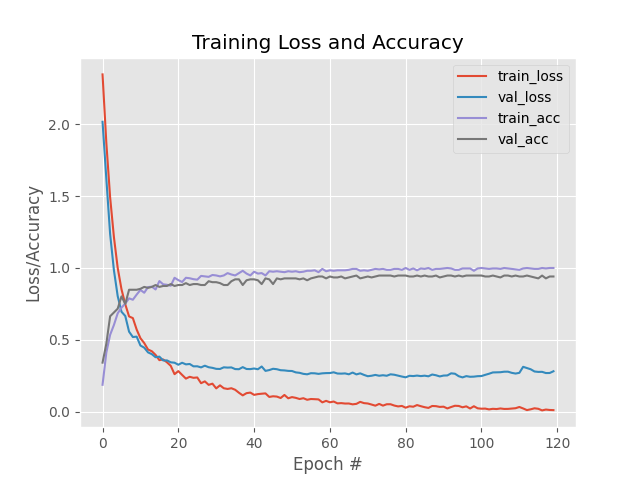 Training Loss and Accuracy
train_loss
val_loss
train_acc
val_acc
Loss/Accuracy
2.0
1.5
1.0
0.5
0.0
0 20 40 60 80 100 120
Epoch #